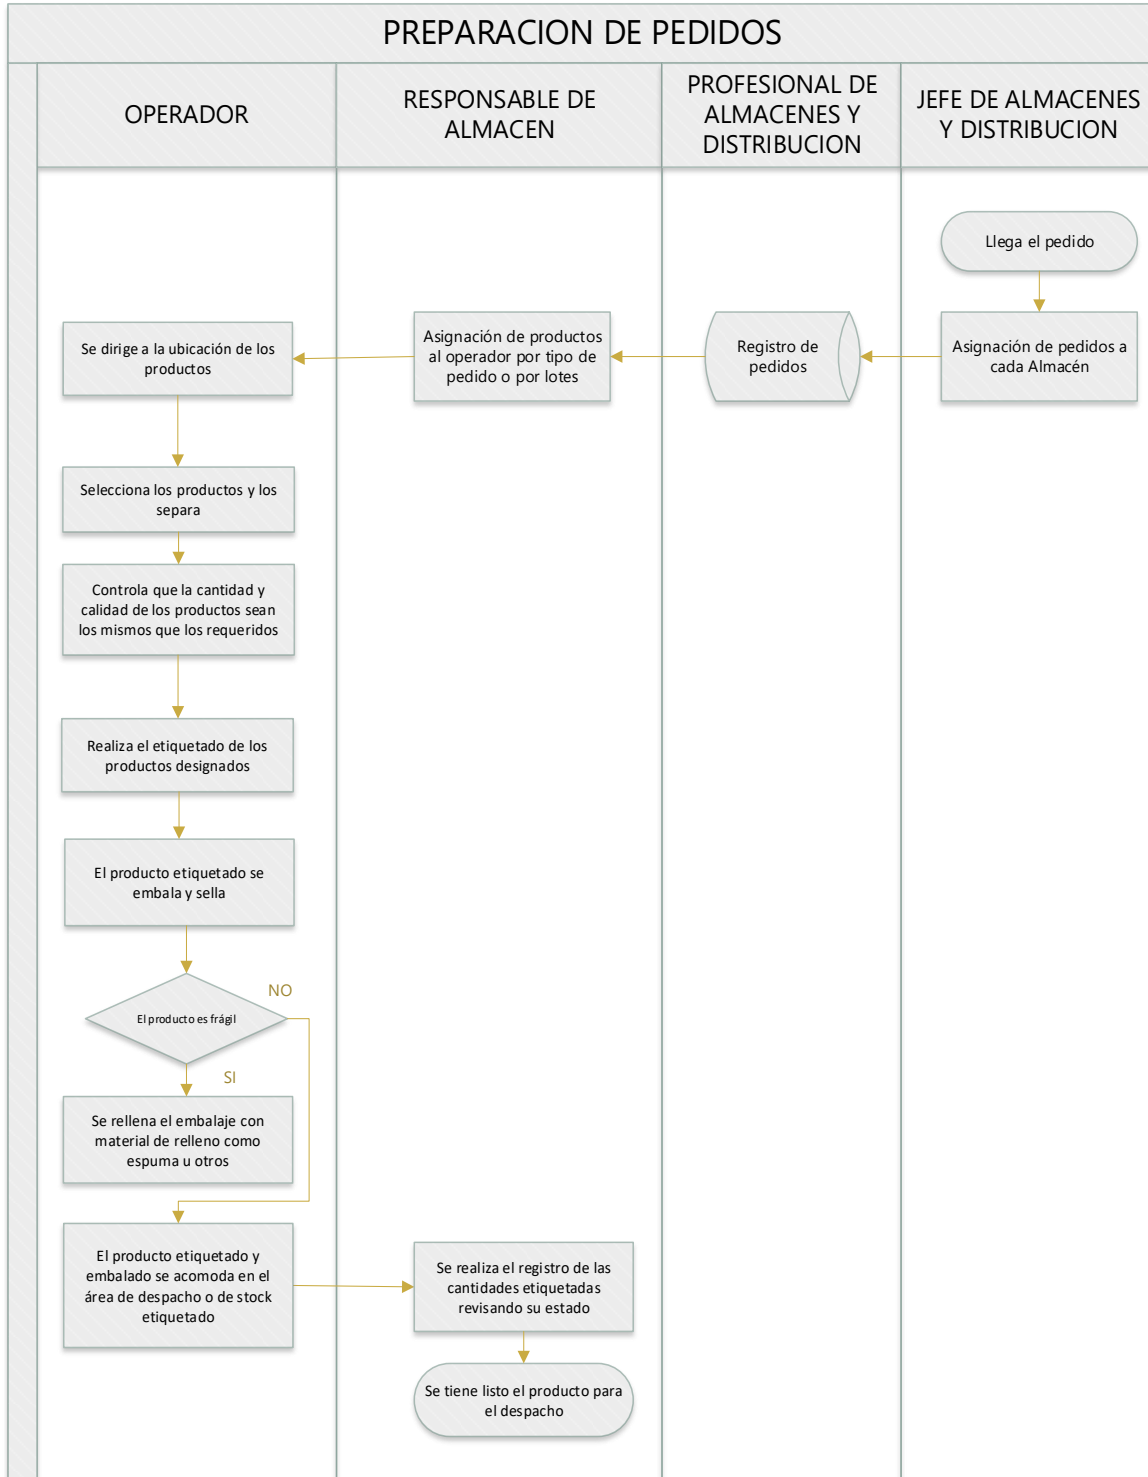 PREPARACION DE PEDIDOS
OPERADOR
RESPONSABLE DE
ALMACEN
PROFESIONAL DE
ALMACENES Y
DISTRIBUCION
JEFE DE ALMACENES
Y DISTRIBUCION
Llega el pedido
Asignación de pedidos a
cada Almacén
Registro de
pedidos
Asignación de productos
al operador por tipo de
pedido o por lotes
Se dirige a la ubicación de los
productos
Selecciona los productos y los
separa
Controla que la cantidad y
calidad de los productos sean
los mismos que los requeridos
Realiza el etiquetado de los
productos designados
El producto etiquetado se
embala y sella
El producto es frágil
NO
SI
Se rellena el embalaje con
material de relleno como
espuma u otros
El producto etiquetado y
embalado se acomoda en el
área de despacho o de stock
etiquetado
Se realiza el registro de las
cantidades etiquetadas
revisando su estado
Se tiene listo el producto para
el despacho